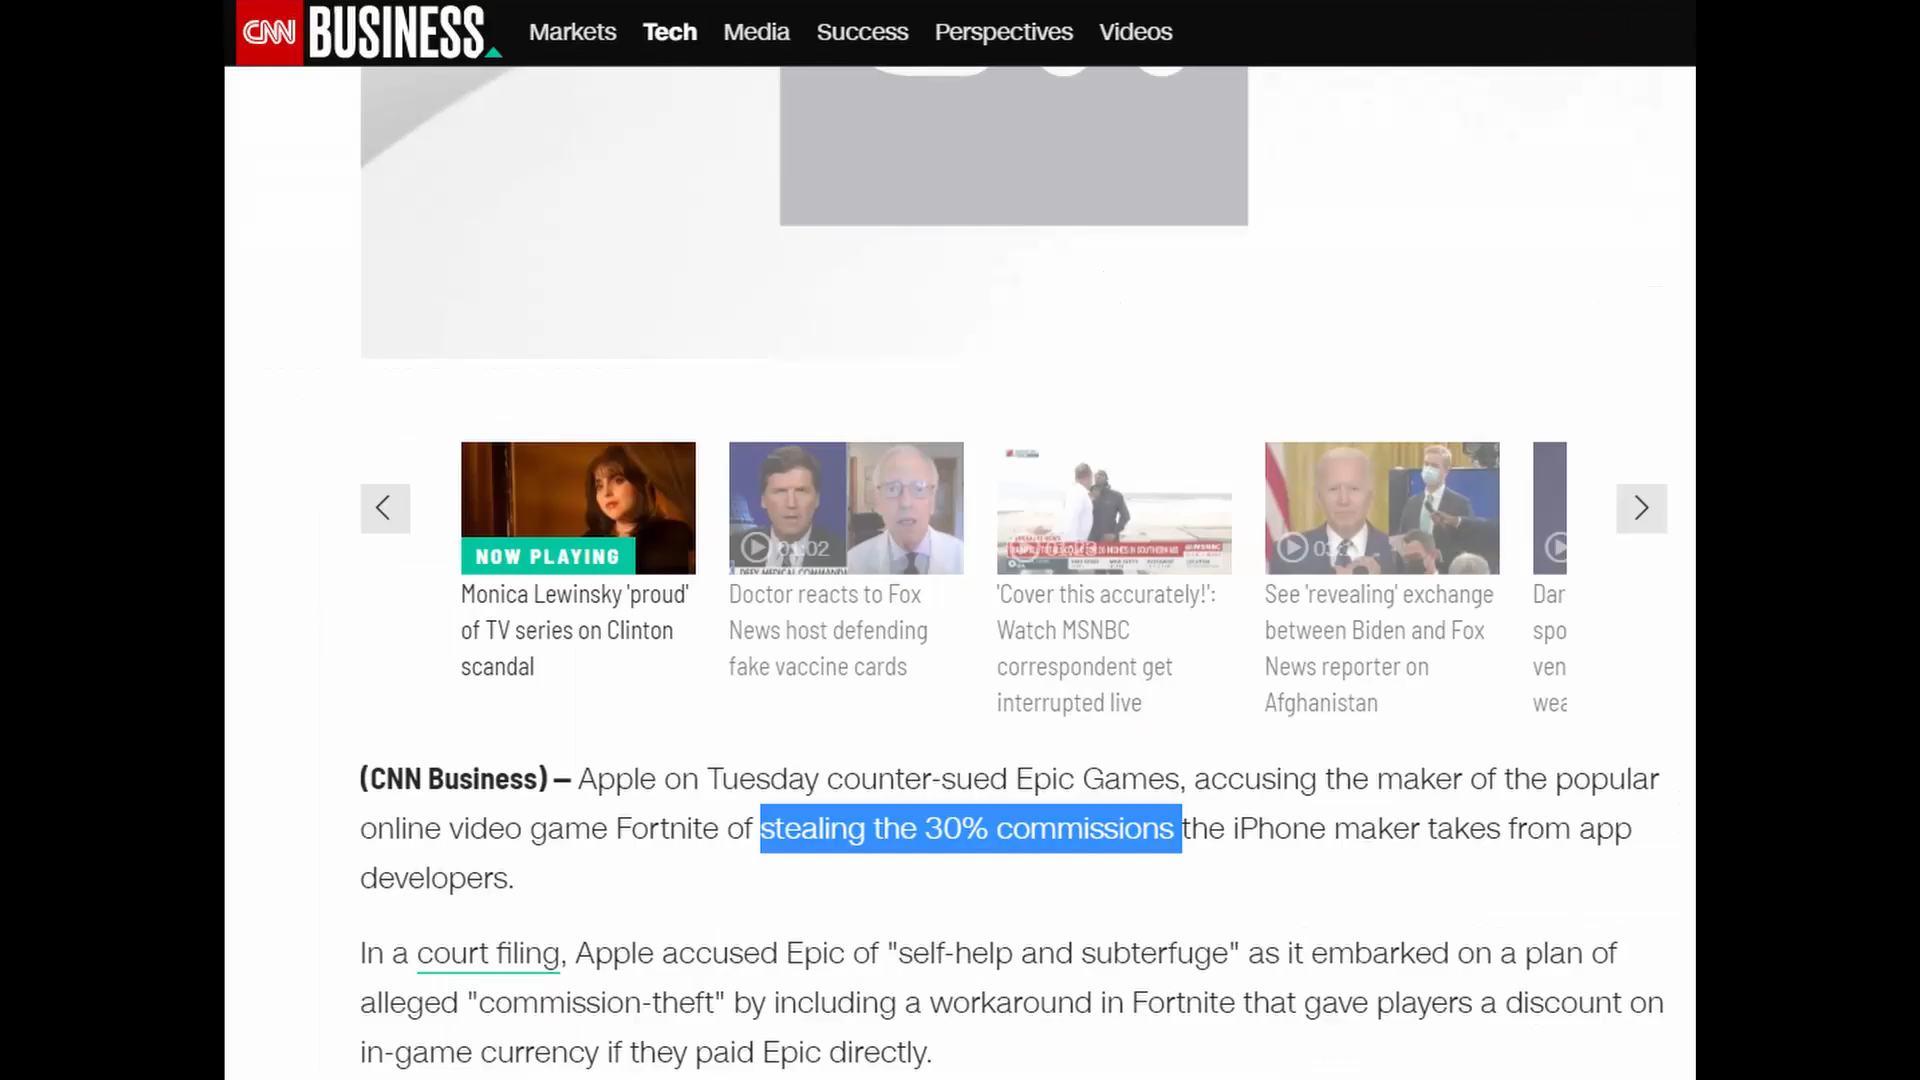 CNN BUSINESS Markets Tech Media Success Perspectives Videos
NOW PLAYING
Monica Lewinsky 'proud'
of TV series on Clinton
scandal
01:02
Doctor reacts to Fox
News host defending
fake vaccine cards
'Cover this accurately!':
Watch MSNBC
correspondent get
interrupted live
See 'revealing' exchange
between Biden and Fox
News reporter on
Afghanistan
Dar
spo
ven
wea
(CNN Business) — Apple on Tuesday counter-sued Epic Games, accusing the maker of the popular
online video game Fortnite of stealing the 30% commissions the iPhone maker takes from app
developers.
In a court filing, Apple accused Epic of "self-help and subterfuge" as it embarked on a plan of
alleged "commission-theft" by including a workaround in Fortnite that gave players a discount on
in-game currency if they paid Epic directly.